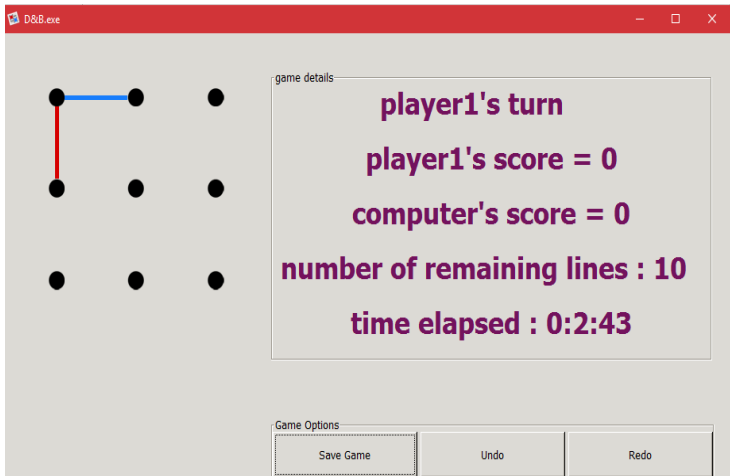 D&B.exe
game details
player1's turn
player1's score = 0
computer's score = 0
number of remaining lines : 10
time elapsed : 0:2:43
Game Options
Save Game Undo Redo